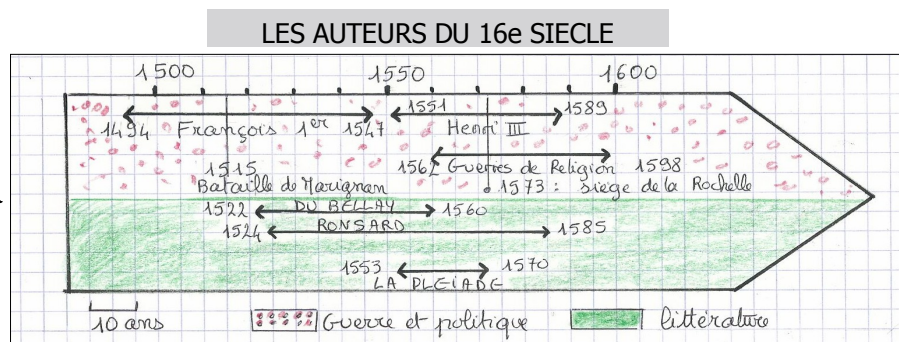 LES AUTEURS DU 16e SIECLE
1500 1550 1600
1551 1589
1494 François 1er 1547 Henri III
1515 1562 Guerres de Religion 1598
Bataille de Marignan 1573 : siège de la Rochelle
1522 DU BELLAY 1560
1524 RONSARD 1585
1553 1570
LA PLEIADE
10 ans Guerre et politique littérature